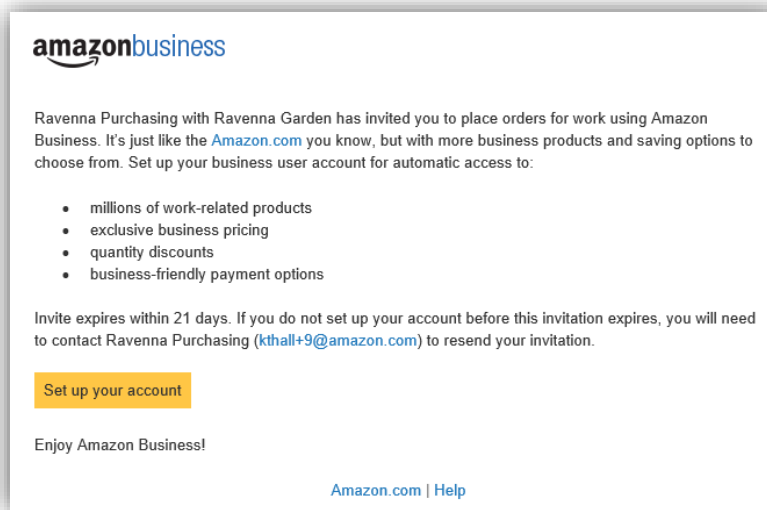 amazonbusiness
Ravenna Purchasing with Ravenna Garden has invited you to place orders for work using Amazon
Business. It's just like the Amazon.com you know, but with more business products and saving options to
choose from. Set up your business user account for automatic access to:
• millions of work-related products
• exclusive business pricing
• quantity discounts
• business-friendly payment options
Invite expires within 21 days. If you do not set up your account before this invitation expires, you will need
to contact Ravenna Purchasing (kthall+9@amazon.com) to resend your invitation.
Set up your account
Enjoy Amazon Business!
Amazon.com | Help